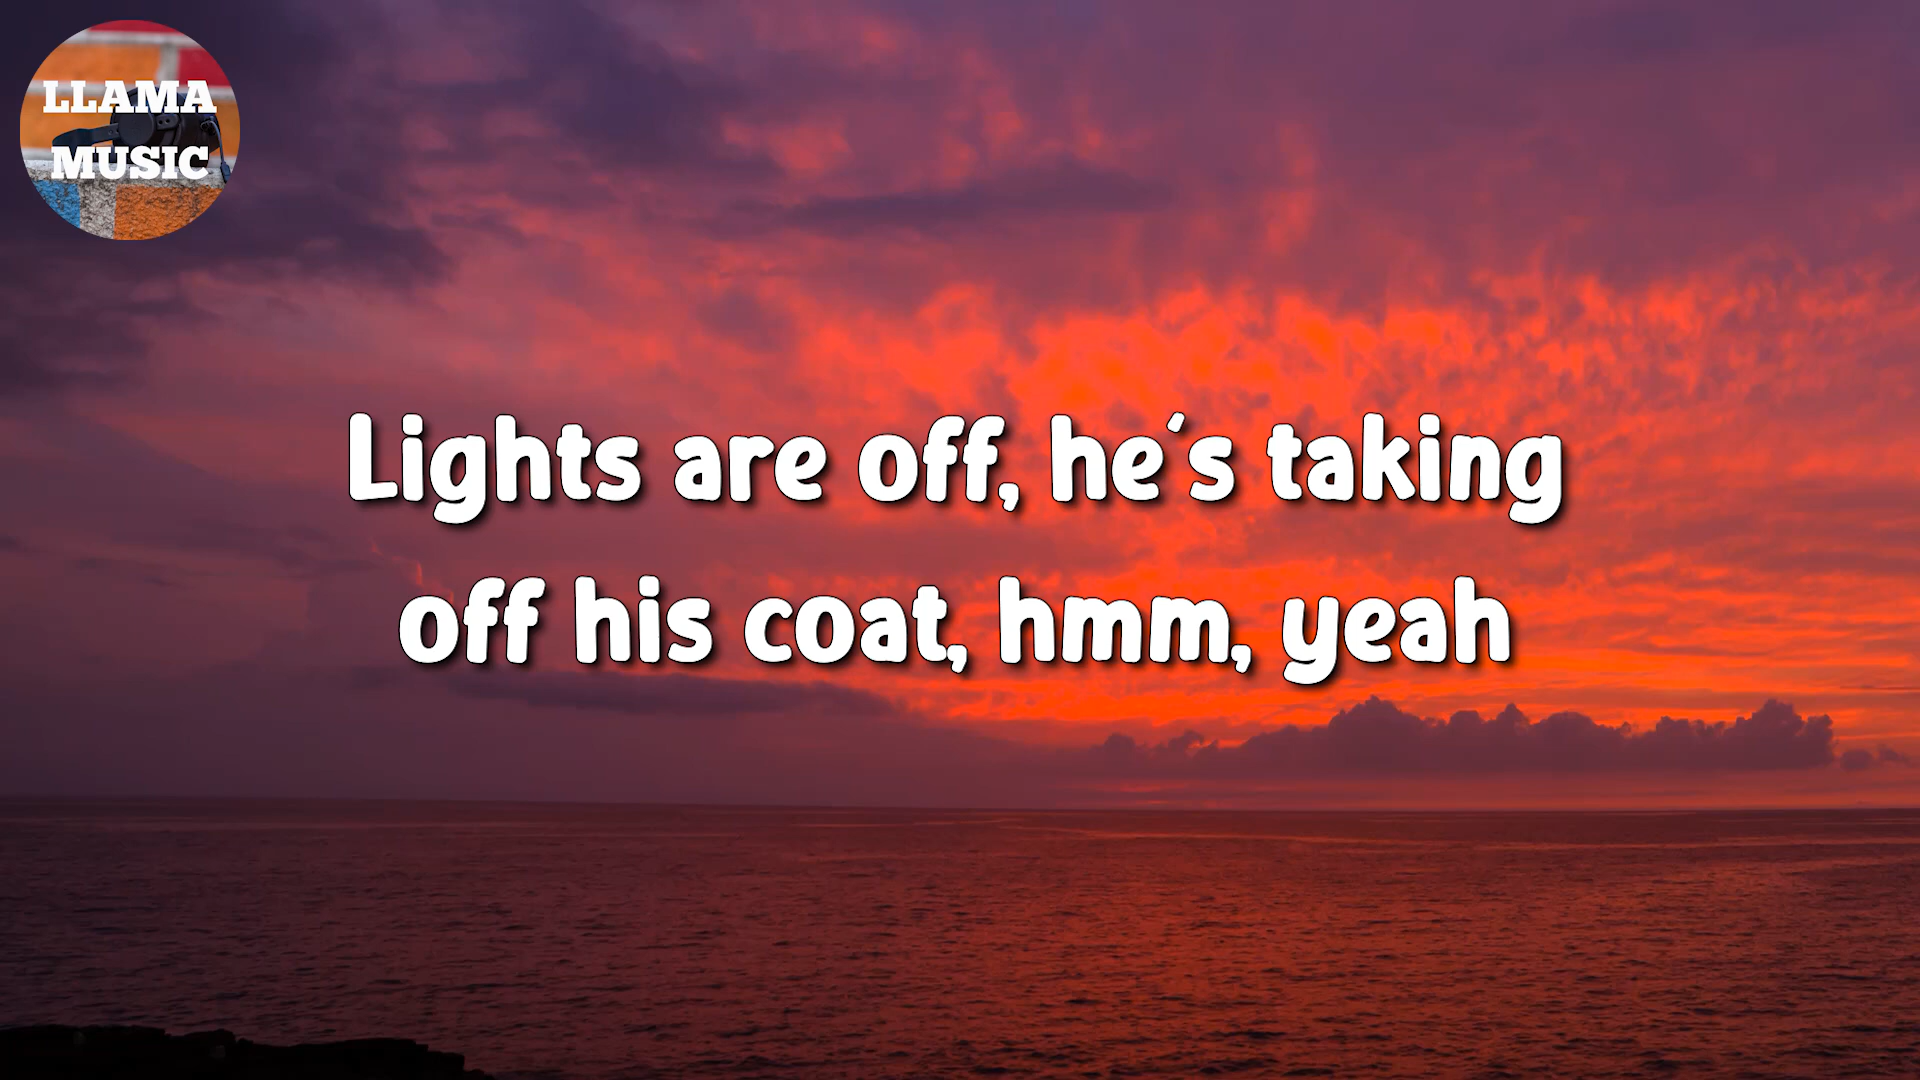 LLAMA
MUSIC
Lights are off, he's taking
off his coat, hmm, yeah